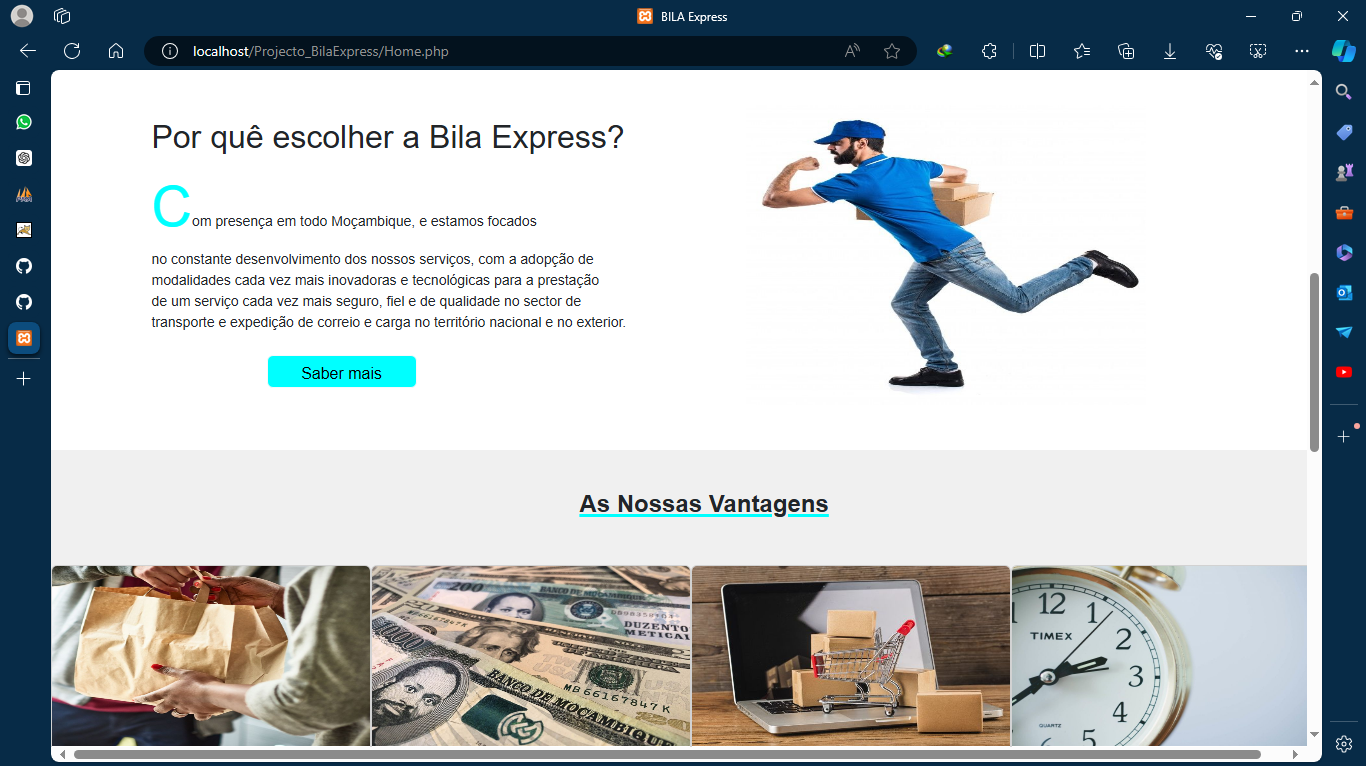 BILA Express
localhost/Projecto_BilaExpress/Home.php
Por quê escolher a Bila Express?
Com presença em todo Moçambique, e estamos focados
no constante desenvolvimento dos nossos serviços, com a adopção de
modalidades cada vez mais inovadoras e tecnológicas para a prestação
de um serviço cada vez mais seguro, fiel e de qualidade no sector de
transporte e expedição de correio e carga no território nacional e no exterior.
Saber mais
As Nossas Vantagens
200
BANCO DE MOÇAMBIQUE
DUZENTO
METICAI
MB66167847K
BANCO DE MOÇAMBIQUE
12
1
TIMEX
2
3
QUARTZ
4
5